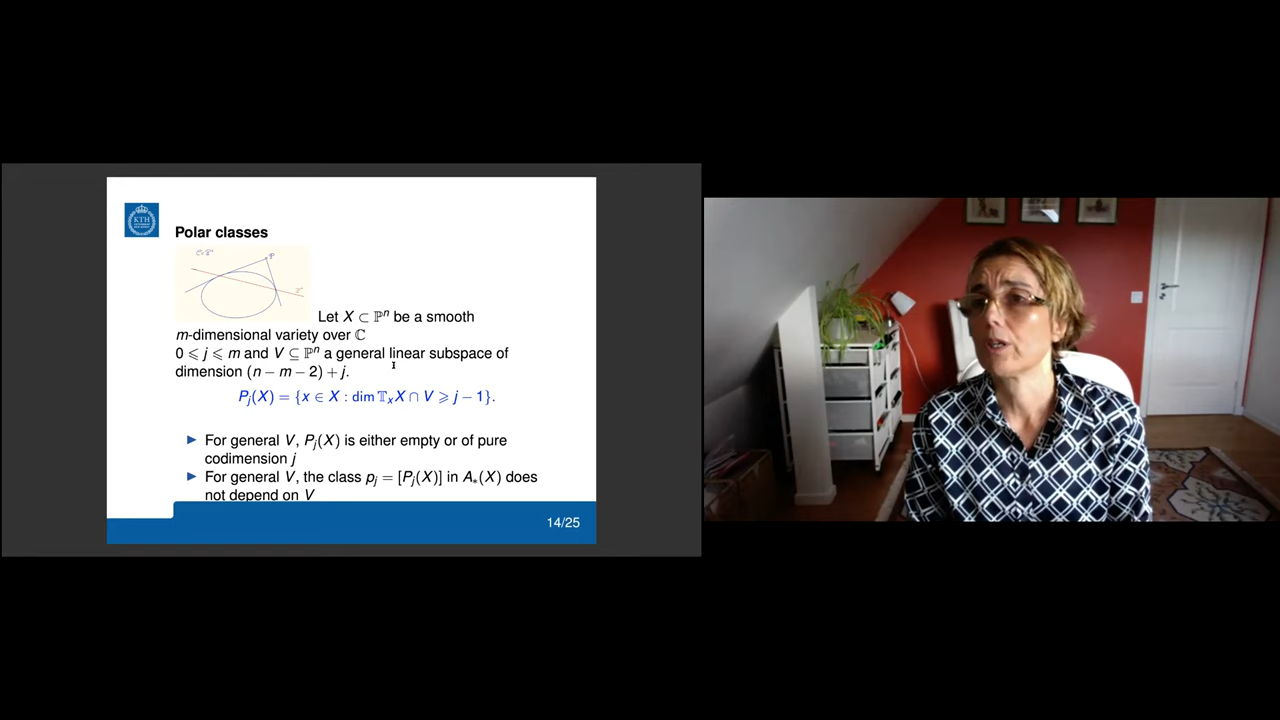 KTH
Polar classes
P
Let X ⊂ ℙⁿ be a smooth
m-dimensional variety over ℂ
0 ⩽ j ⩽ m and V ⊆ ℙⁿ a general linear subspace of
dimension (n − m − 2) + j.
Pⱼ(X) = {x ∈ X : dim 𝕋ₓX ∩ V ⩾ j − 1}.
▶ For general V, Pⱼ(X) is either empty or of pure
codimension j
▶ For general V, the class pⱼ = [Pⱼ(X)] in A∗(X) does
not depend on V
14/25